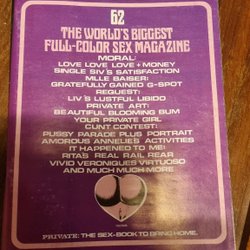 62
THE WORLD'S BIGGEST
FULL-COLOR SEX MAGAZINE
MORAL:
LOVE LOVE LOVE + MONEY
SINGLE SIV'S SATISFACTION
MLLE BAISER:
GRATEFULLY GAINED G-SPOT
REQUEST:
LIV'S LUSTFUL LIBIDO
PRIVATE ART:
BEAUTIFUL BLOOMING BUM
YOUR PRIVATE GIRL
CUNT CONTEST:
PUSSY PARADE PLUS PORTRAIT
AMOROUS ANNELIE'S ACTIVITIES
IT HAPPENED TO ME!
RITAS REAL RAIL REAR
VIVID VERONIQUES VIRTUOSO
AND MUCH MUCH MORE
PRIVATE: THE SEX-BOOK TO BRING HOME.